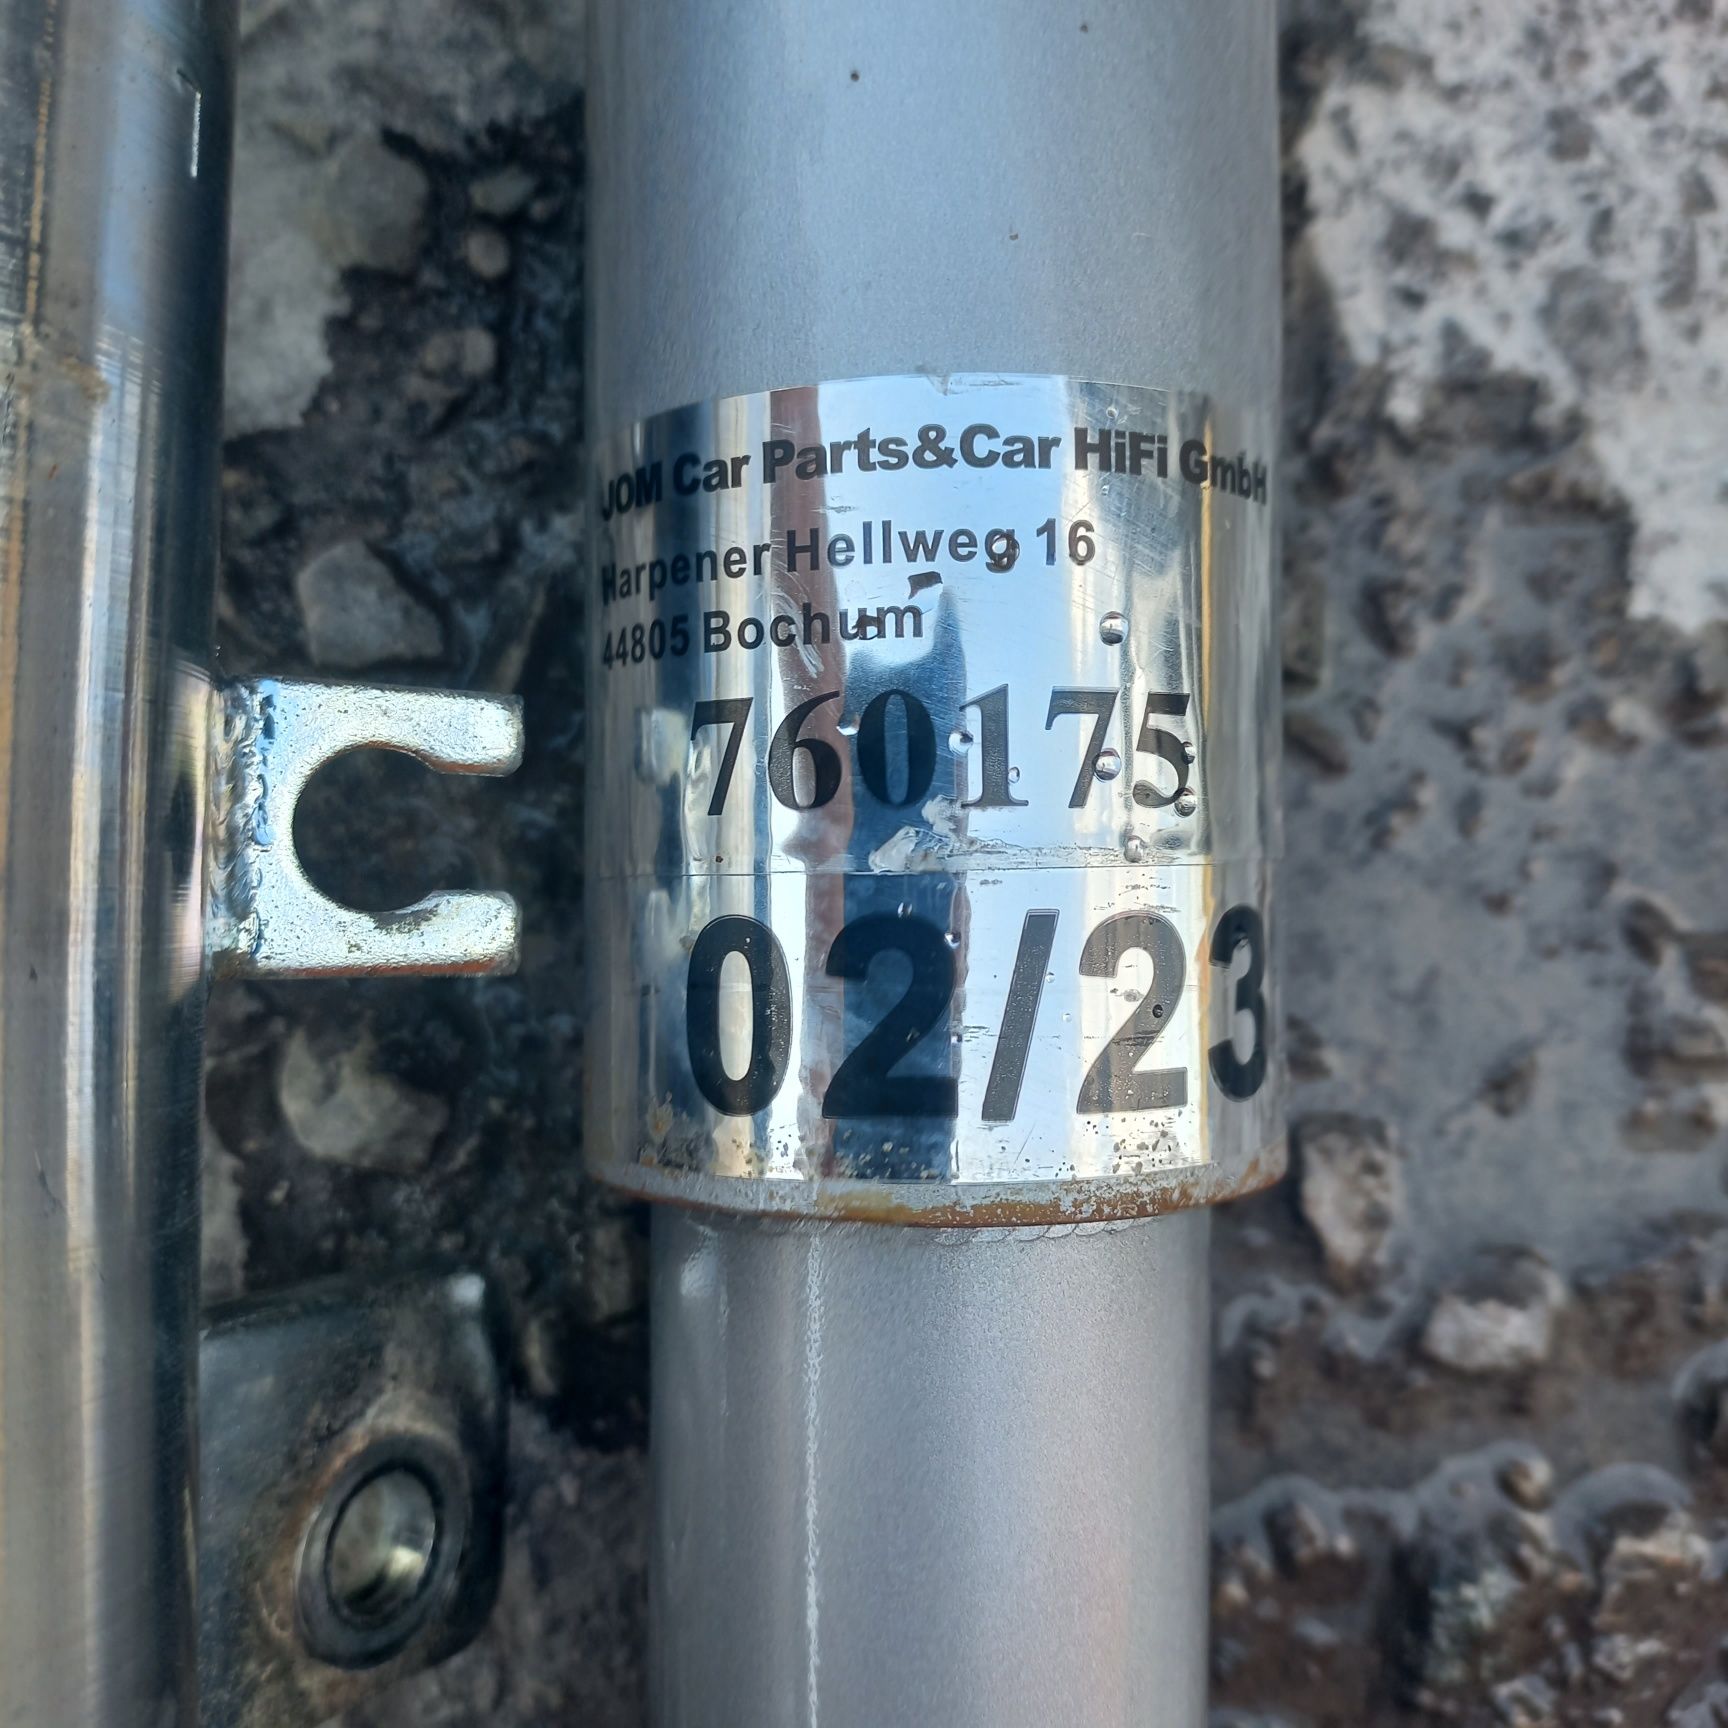 JOM Car Parts&Car HiFi GmbH
Harpener Hellweg 16
44805 Bochum
760175
02/23